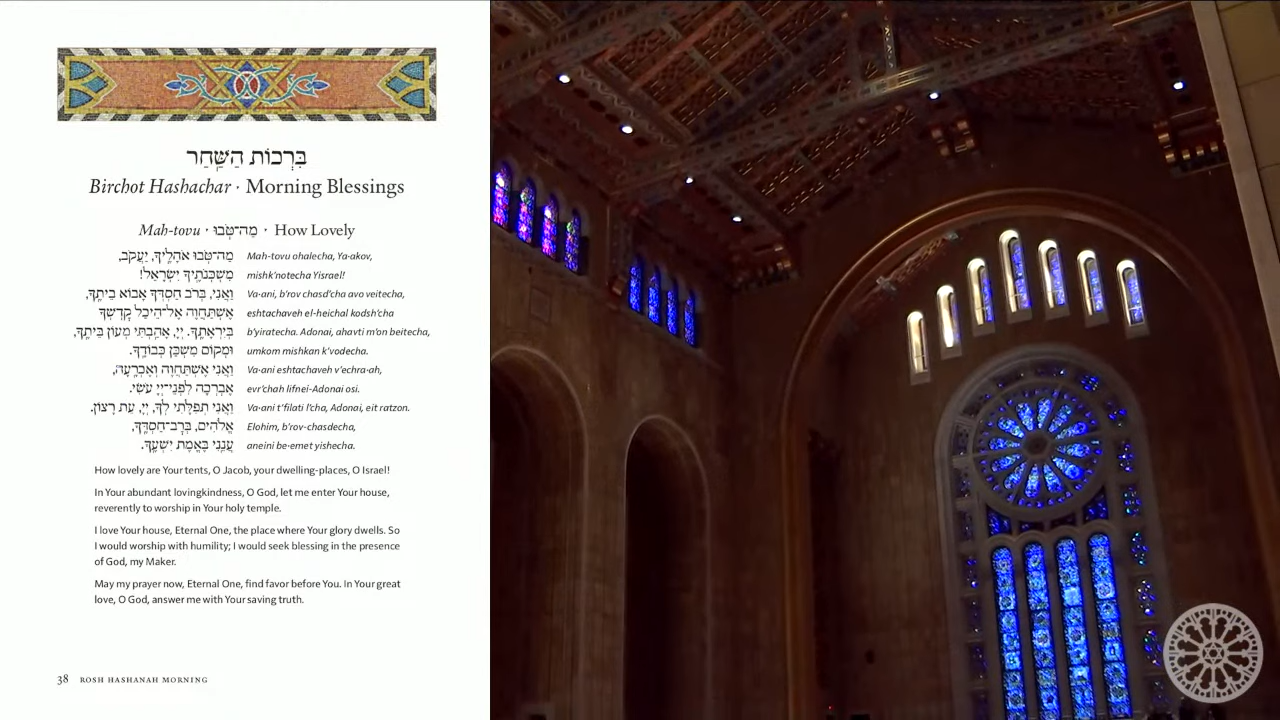 בִּרְכוֹת הַשַּׁחַר
Birchot Hashachar · Morning Blessings
Mah-tovu · מַה־טֹּבוּ · How Lovely
מַה־טֹּבוּ אֹהָלֶיךָ, יַעֲקֹב, Mah-tovu ohalecha, Ya·akov,
מִשְׁכְּנֹתֶיךָ יִשְׂרָאֵל! mishk'notecha Yisrael!
וַאֲנִי, בְּרֹב חַסְדְּךָ אָבוֹא בֵיתֶךָ, Va·ani, b'rov chasd'cha avo veitecha,
אֶשְׁתַּחֲוֶה אֶל־הֵיכַל קָדְשְׁךָ eshtachaveh el-heichal kodsh'cha
בְּיִרְאָתֶךָ. יְיָ, אָהַבְתִּי מְעוֹן בֵּיתֶךָ, b'yiratecha. Adonai, ahavti m'on beitecha,
וּמְקוֹם מִשְׁכַּן כְּבוֹדֶךָ. umkom mishkan k'vodecha.
וַאֲנִי אֶשְׁתַּחֲוֶה וְאֶכְרָעָה, Va·ani eshtachaveh v'echra·ah,
אֶבְרְכָה לִפְנֵי־יְיָ עֹשִׂי. evr'chah lifnei-Adonai osi.
וַאֲנִי תְפִלָּתִי לְךָ, יְיָ, עֵת רָצוֹן. Va·ani t'filati l'cha, Adonai, eit ratzon.
אֱלֹהִים, בְּרָב־חַסְדֶּךָ, Elohim, b'rov-chasdecha,
עֲנֵנִי בֶּאֱמֶת יִשְׁעֶךָ. aneini be·emet yishecha.
How lovely are Your tents, O Jacob, your dwelling-places, O Israel!
In Your abundant lovingkindness, O God, let me enter Your house,
reverently to worship in Your holy temple.
I love Your house, Eternal One, the place where Your glory dwells. So
I would worship with humility; I would seek blessing in the presence
of God, my Maker.
May my prayer now, Eternal One, find favor before You. In Your great
love, O God, answer me with Your saving truth.
38 ROSH HASHANAH MORNING